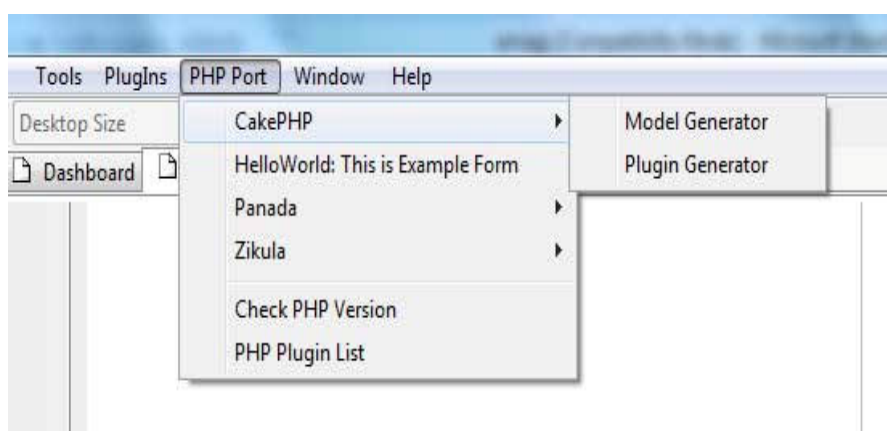 Tools PlugIns PHP Port Window Help
Desktop Size
Dashboard
CakePHP
HelloWorld: This is Example Form
Panada
Zikula
Check PHP Version
PHP Plugin List
Model Generator
Plugin Generator